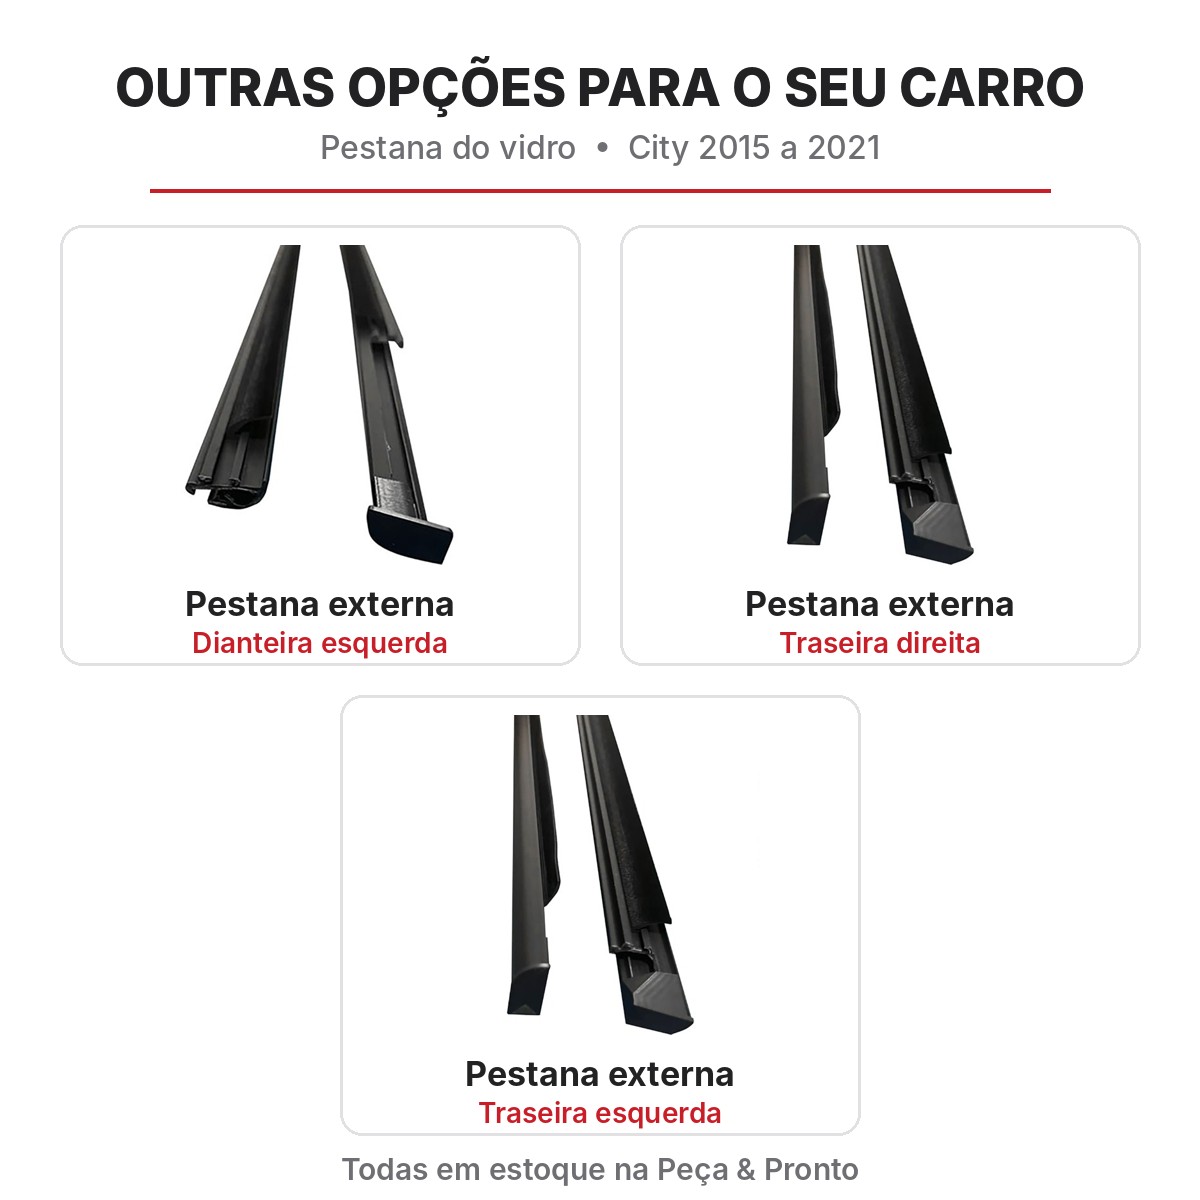 OUTRAS OPÇÕES PARA O SEU CARRO
Pestana do vidro • City 2015 a 2021
Pestana externa
Dianteira esquerda
Pestana externa
Traseira direita
Pestana externa
Traseira esquerda
Todas em estoque na Peça & Pronto